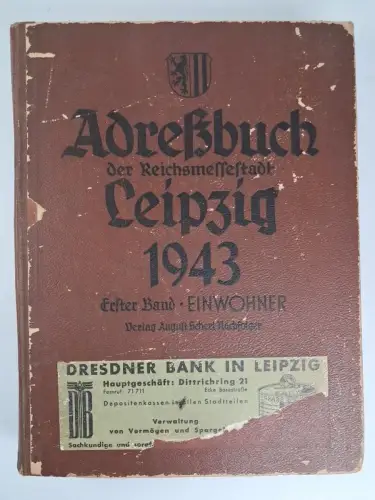 Adreßbuch
der Reichsmessestadt
Leipzig
1943
Erster Band · EINWOHNER
Verlag August Scherl Nachfolger
DRESDNER BANK IN LEIPZIG
Hauptgeschäft: Dittrichring 21
Fernruf: 71711
Depositenkassen in allen Stadtteilen
Verwaltung
von Vermögen und
Sachkundige und